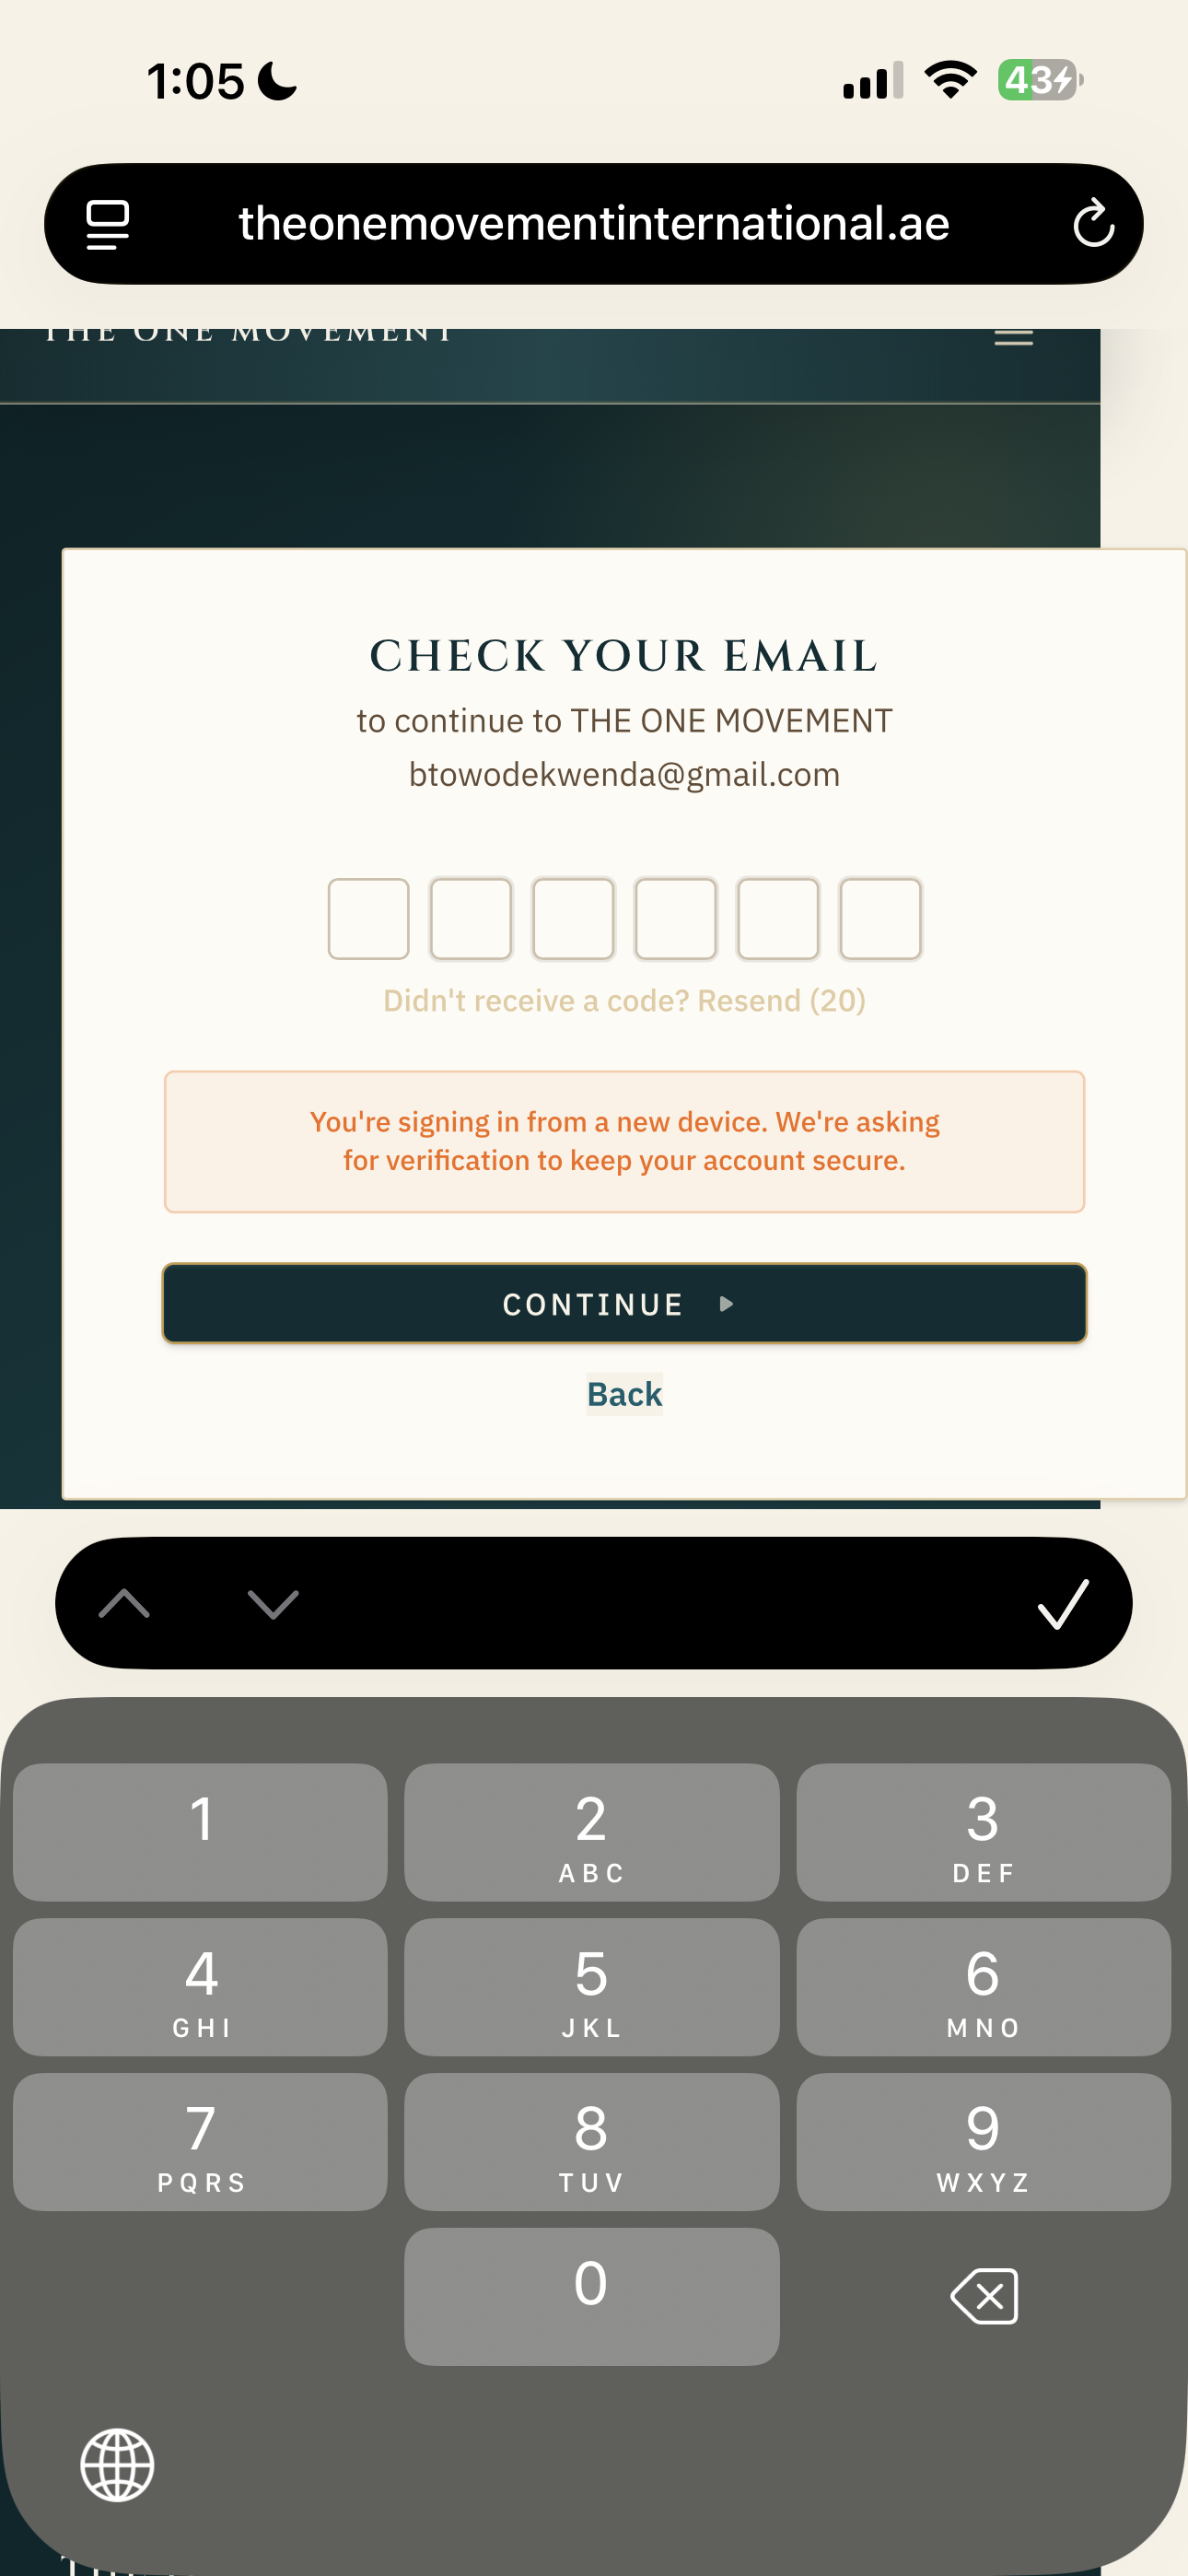 1:05
43
theonemovementinternational.ae
THE ONE MOVEMENT
CHECK YOUR EMAIL
to continue to THE ONE MOVEMENT
btowodekwenda@gmail.com
Didn't receive a code? Resend (20)
You're signing in from a new device. We're asking
for verification to keep your account secure.
CONTINUE
Back
1
2
ABC
3
DEF
4
GHI
5
JKL
6
MNO
7
PQRS
8
TUV
9
WXYZ
0